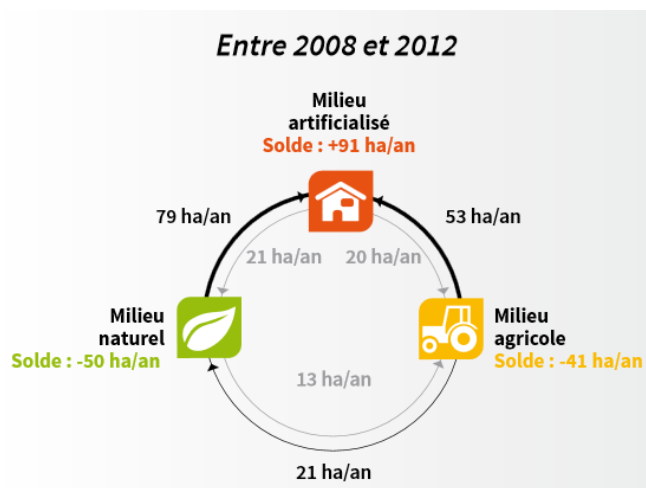 Entre 2008 et 2012
Milieu
artificialisé
Solde : +91 ha/an
79 ha/an
53 ha/an
21 ha/an
20 ha/an
Milieu
naturel
Solde : -50 ha/an
Milieu
agricole
Solde : -41 ha/an
13 ha/an
21 ha/an